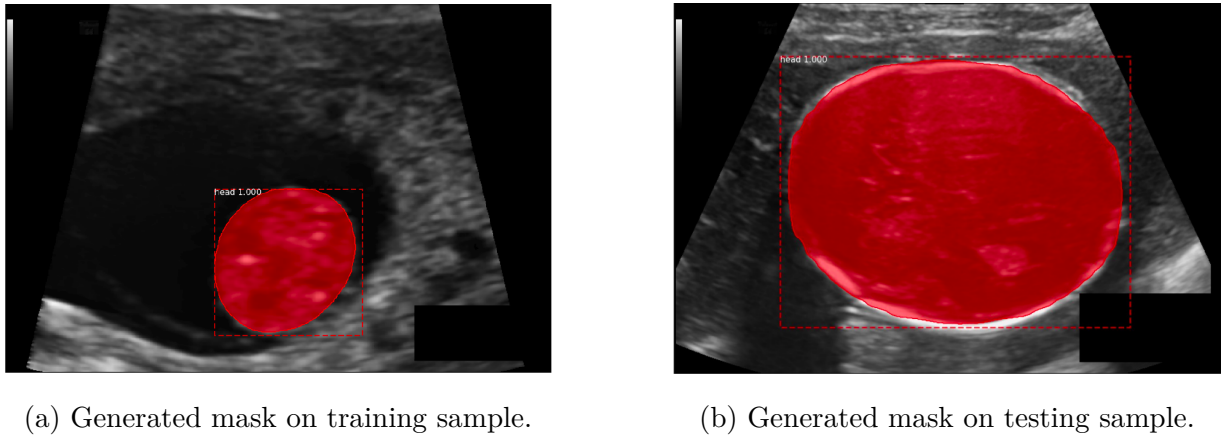 head 1.000
head 1.000
(a) Generated mask on training sample.
(b) Generated mask on testing sample.